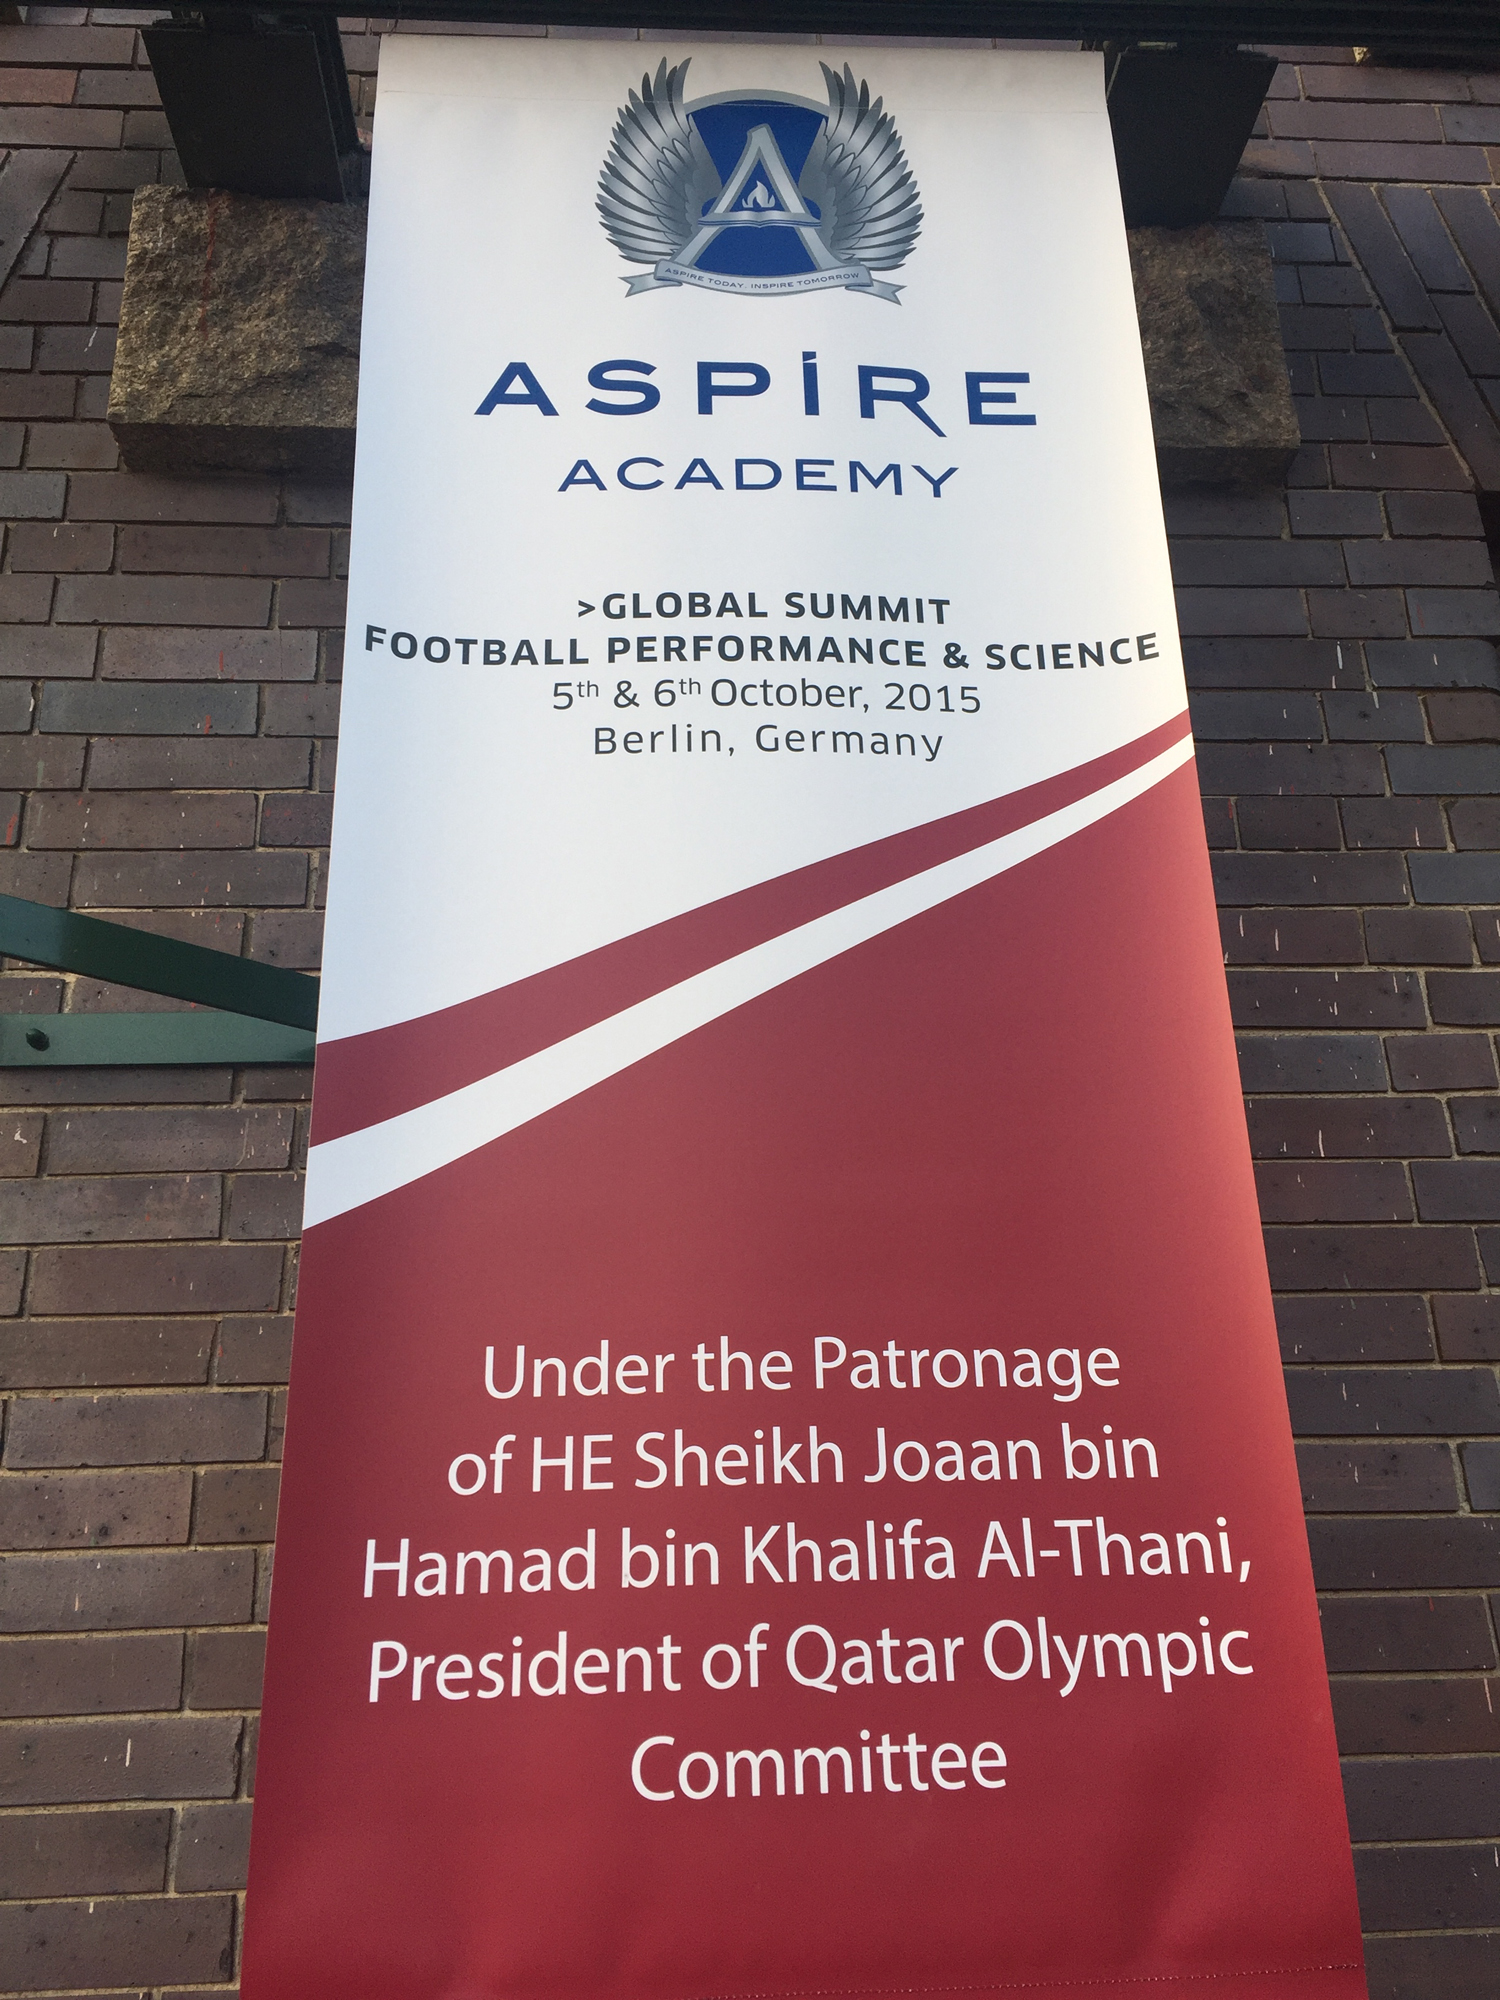 ASPIRE TODAY. INSPIRE TOMORROW
ASPIRE
ACADEMY
>GLOBAL SUMMIT
FOOTBALL PERFORMANCE & SCIENCE
5th & 6th October, 2015
Berlin, Germany
Under the Patronage
of HE Sheikh Joaan bin
Hamad bin Khalifa Al-Thani,
President of Qatar Olympic
Committee